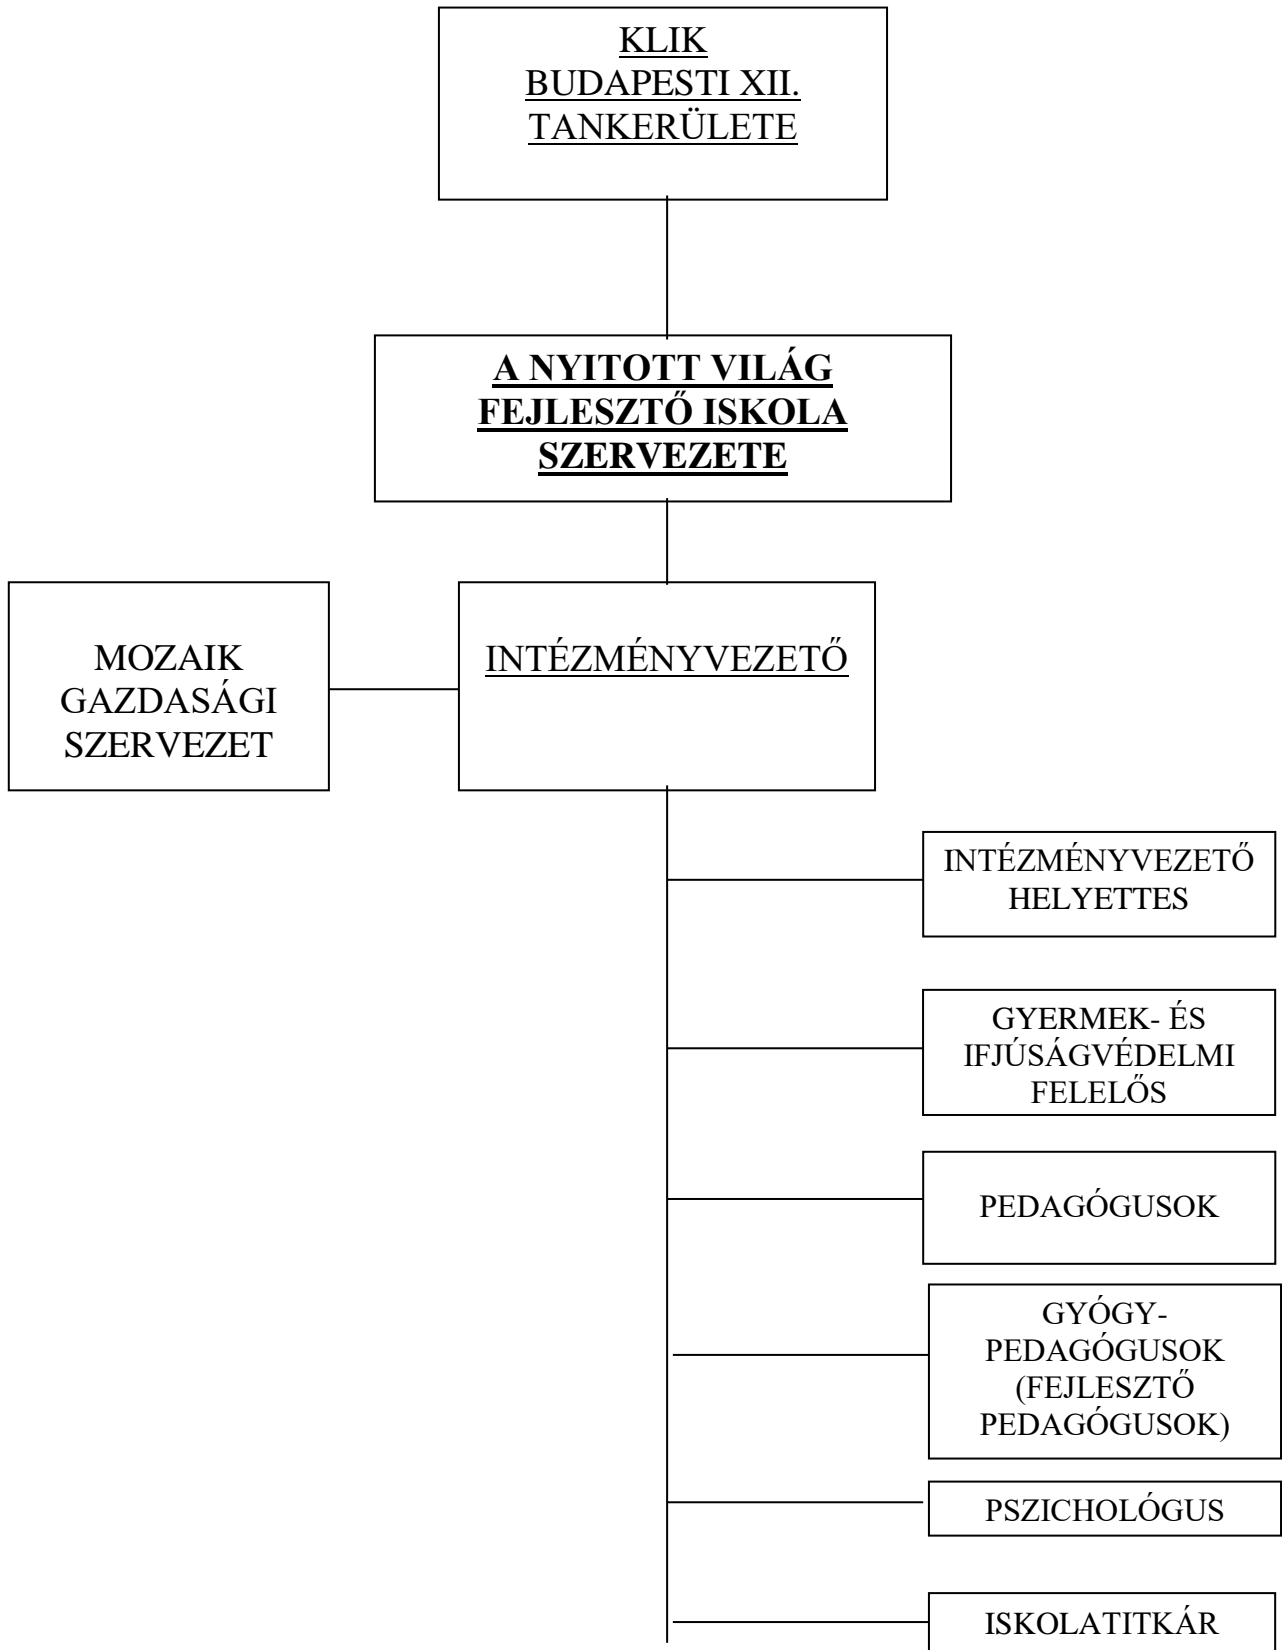 KLIK
BUDAPESTI XII.
TANKERÜLETE
A NYITOTT VILÁG
FEJLESZTŐ ISKOLA
SZERVEZETE
MOZAIK
GAZDASÁGI
SZERVEZET
INTÉZMÉNYVEZETŐ
INTÉZMÉNYVEZETŐ
HELYETTES
GYERMEK- ÉS
IFJÚSÁGVÉDELMI
FELELŐS
PEDAGÓGUSOK
GYÓGY-
PEDAGÓGUSOK
(FEJLESZTŐ
PEDAGÓGUSOK)
PSZICHOLÓGUS
ISKOLATITKÁR